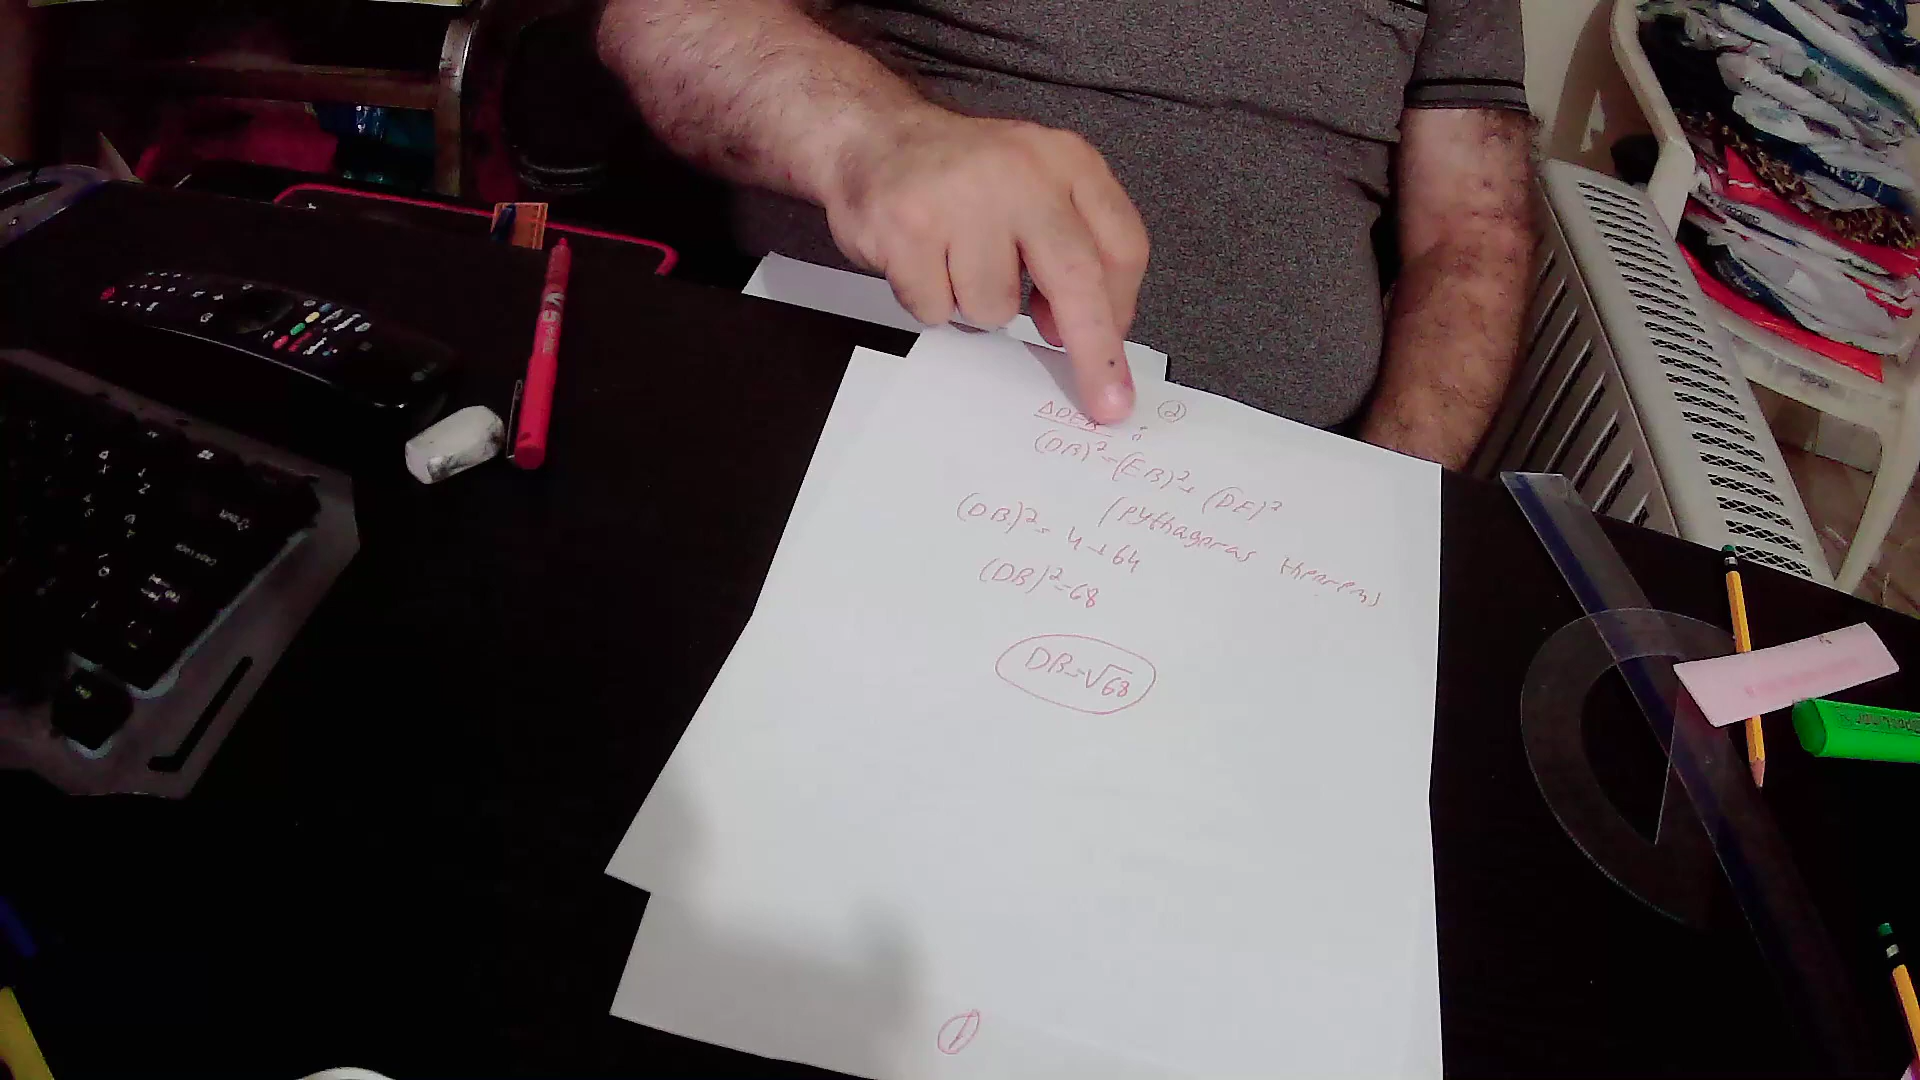 ②
ΔDEB:
(DB)²=(EB)²+(DE)²
(pythagoras theorem)
(DB)²=4+64
(DB)²=68
DB=√68
①